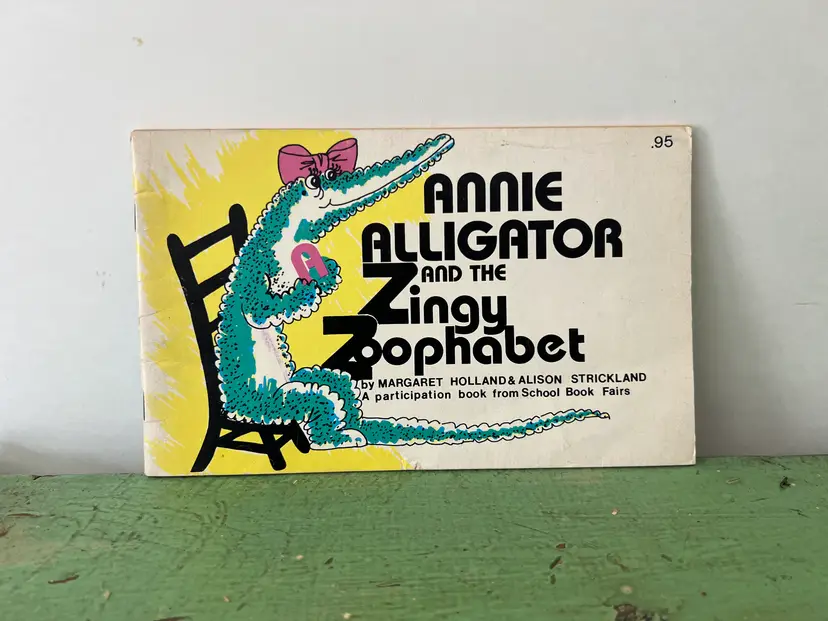 .95
ANNIE
ALLIGATOR
AND THE
Zingy
Zoophabet
by MARGARET HOLLAND & ALISON STRICKLAND
A participation book from School Book Fairs
A